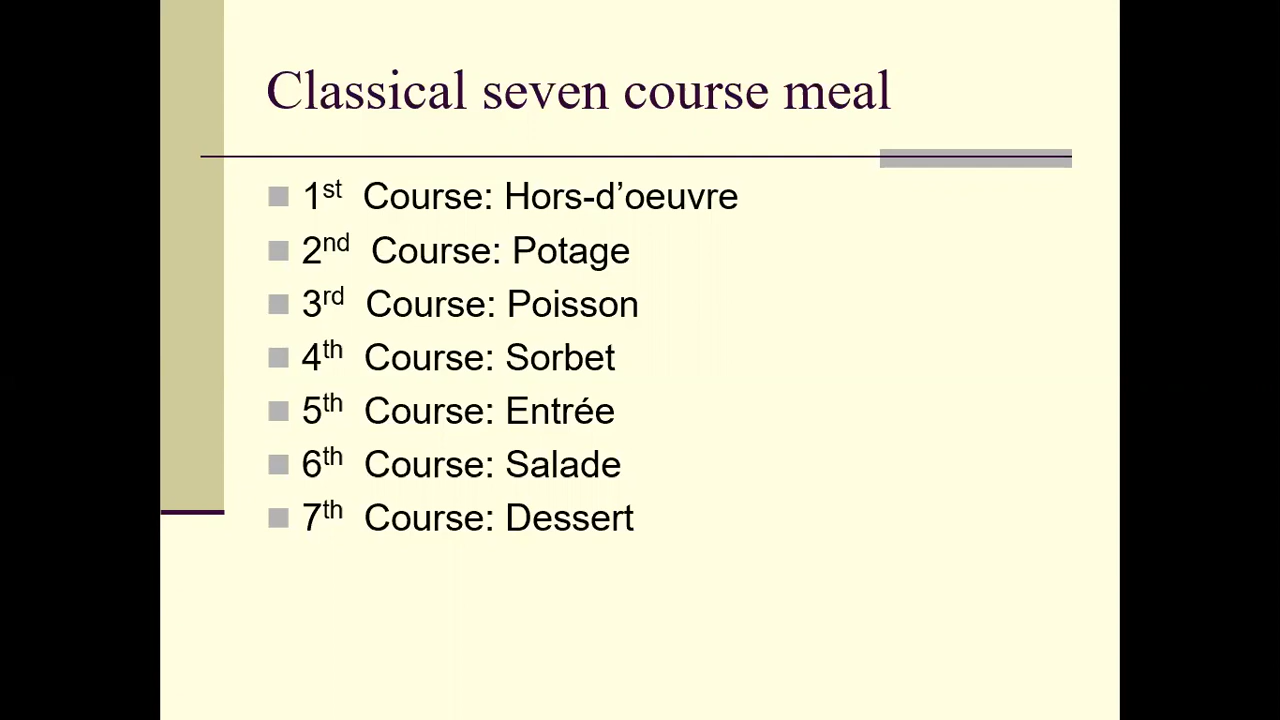 Classical seven course meal
1st Course: Hors-d’oeuvre
2nd Course: Potage
3rd Course: Poisson
4th Course: Sorbet
5th Course: Entrée
6th Course: Salade
7th Course: Dessert